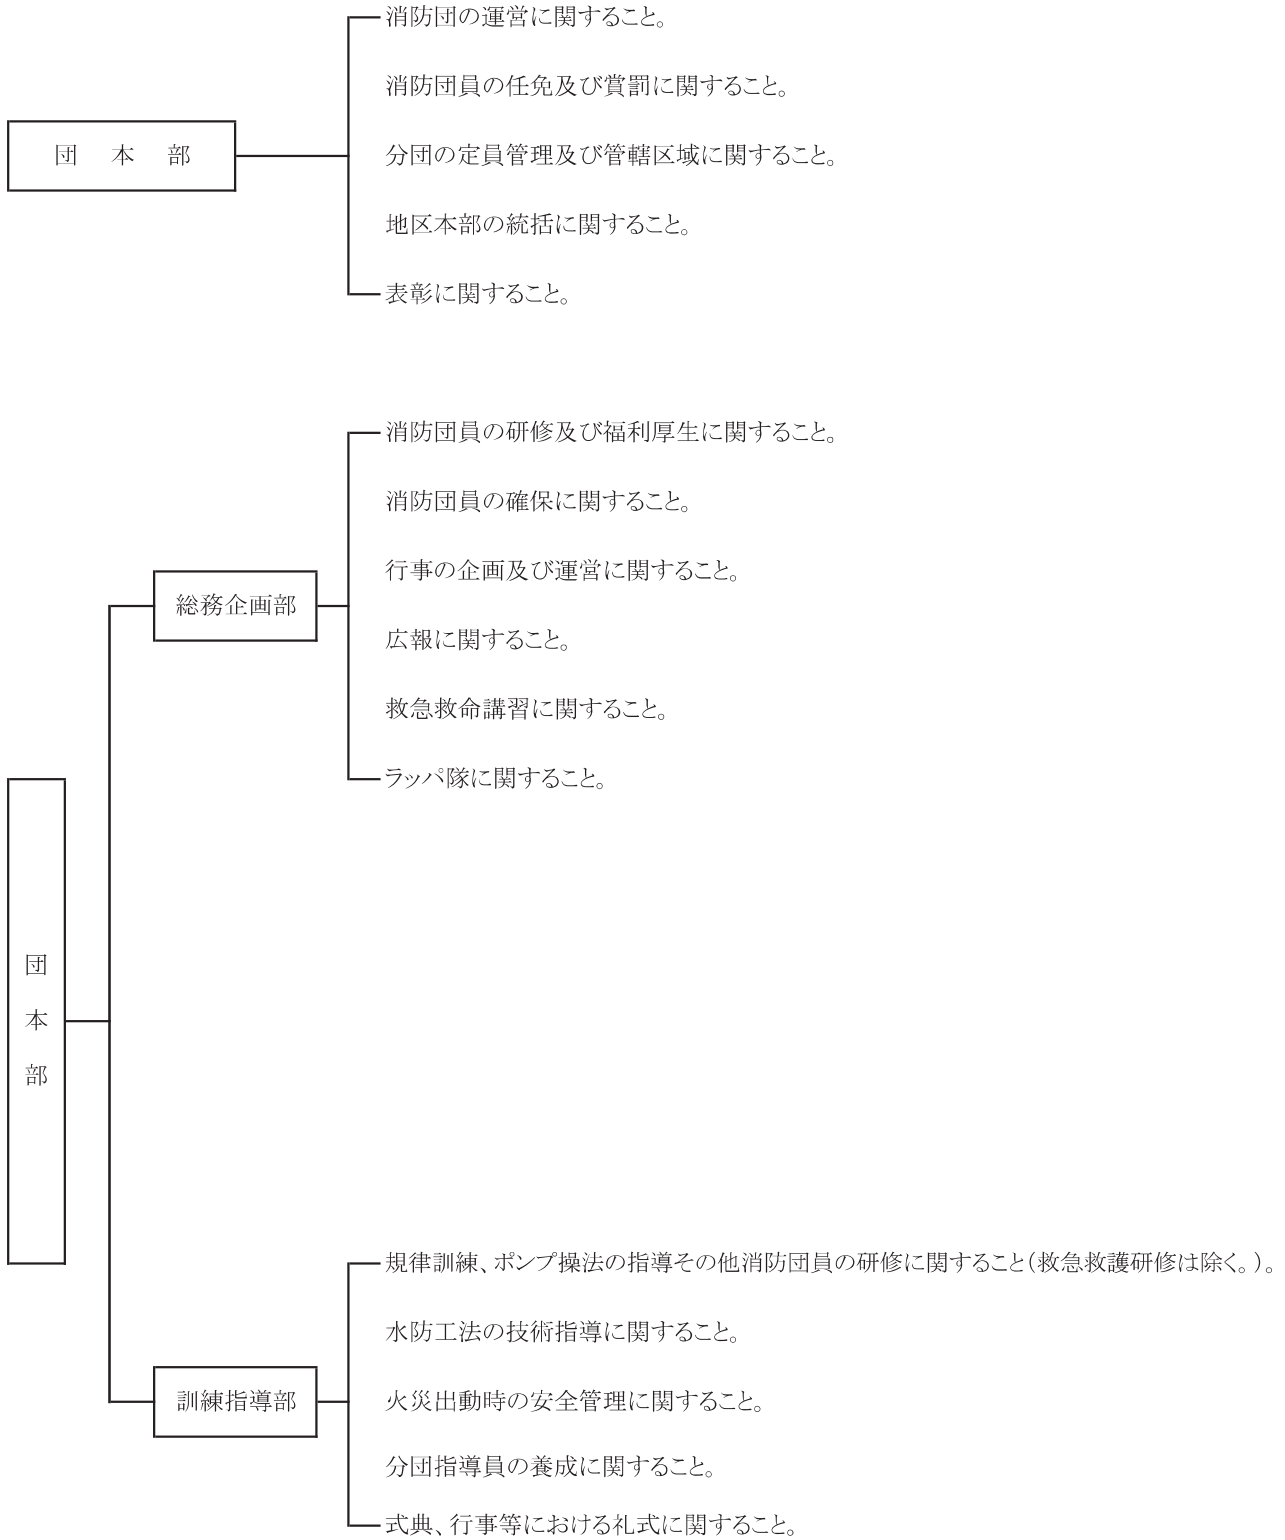 消防団の運営に関すること。
消防団員の任免及び賞罰に関すること。
団 本 部
分団の定員管理及び管轄区域に関すること。
地区本部の統括に関すること。
表彰に関すること。
消防団員の研修及び福利厚生に関すること。
消防団員の確保に関すること。
行事の企画及び運営に関すること。
総務企画部
広報に関すること。
救急救命講習に関すること。
ラッパ隊に関すること。
団
本
部
規律訓練、ポンプ操法の指導その他消防団員の研修に関すること（救急救護研修は除く。）。
水防工法の技術指導に関すること。
訓練指導部
火災出動時の安全管理に関すること。
分団指導員の養成に関すること。
式典、行事等における礼式に関すること。